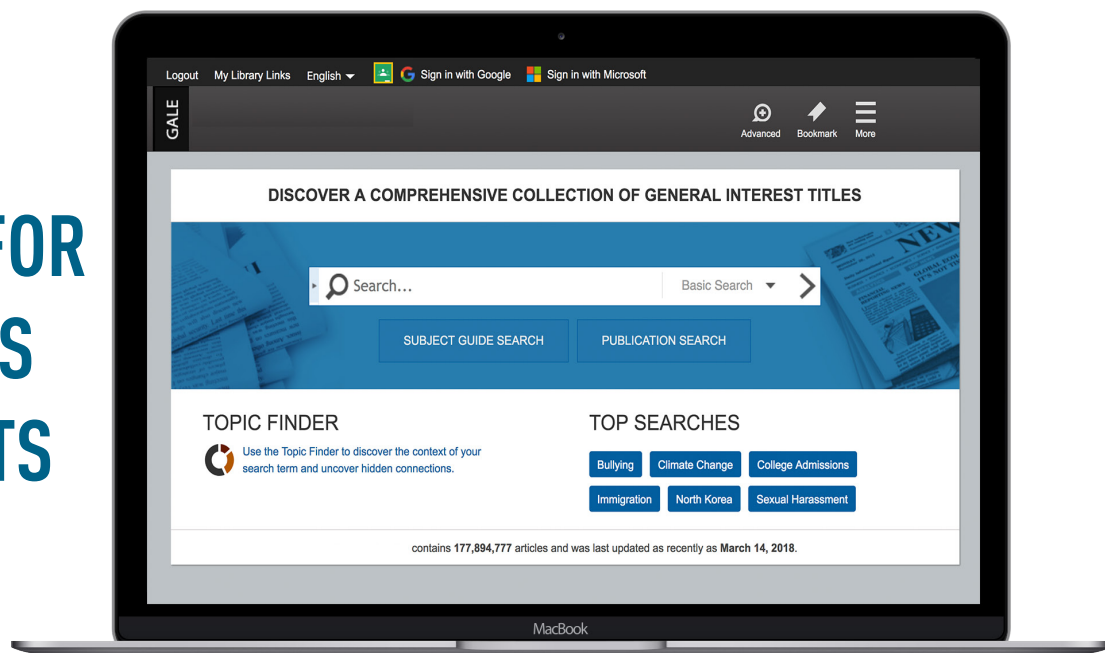 FOR
S
TS
Logout My Library Links English Sign in with Google Sign in with Microsoft
GALE
Advanced Bookmark More
DISCOVER A COMPREHENSIVE COLLECTION OF GENERAL INTEREST TITLES
NEW
Search... Basic Search
SUBJECT GUIDE SEARCH PUBLICATION SEARCH
TOPIC FINDER
Use the Topic Finder to discover the context of your
search term and uncover hidden connections.
TOP SEARCHES
Bullying Climate Change College Admissions
Immigration North Korea Sexual Harassment
contains 177,894,777 articles and was last updated as recently as March 14, 2018.
MacBook